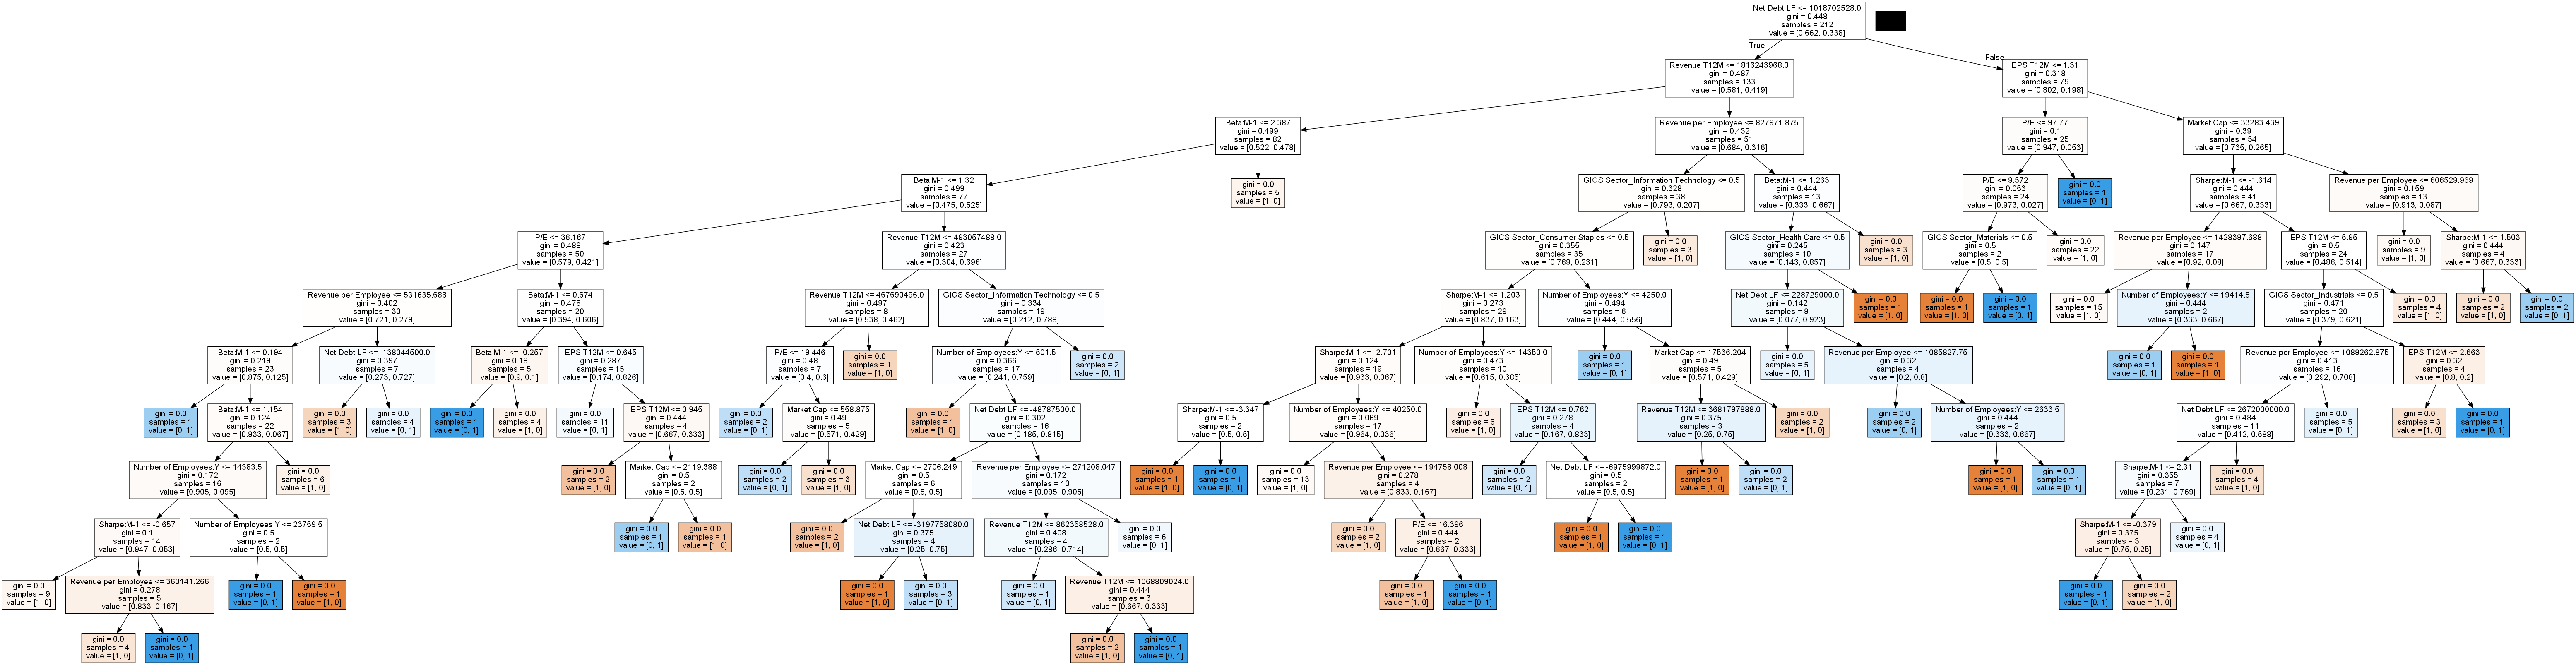 Net Debt LF <= 1018702528.0
gini = 0.448
samples = 212
value = [0.662, 0.338]
True
False
Revenue T12M <= 1816243968.0
gini = 0.487
samples = 133
value = [0.581, 0.419]
EPS T12M <= 1.31
gini = 0.318
samples = 79
value = [0.802, 0.198]
Beta:M-1 <= 2.387
gini = 0.499
samples = 82
value = [0.522, 0.478]
Revenue per Employee <= 827971.875
gini = 0.432
samples = 51
value = [0.684, 0.316]
P/E <= 97.77
gini = 0.1
samples = 25
value = [0.947, 0.053]
Market Cap <= 33283.439
gini = 0.39
samples = 54
value = [0.735, 0.265]
Beta:M-1 <= 1.32
gini = 0.499
samples = 77
value = [0.475, 0.525]
gini = 0.0
samples = 5
value = [1, 0]
GICS Sector_Information Technology <= 0.5
gini = 0.328
samples = 38
value = [0.793, 0.207]
Beta:M-1 <= 1.263
gini = 0.444
samples = 13
value = [0.333, 0.667]
P/E <= 9.572
gini = 0.053
samples = 24
value = [0.973, 0.027]
gini = 0.0
samples = 1
value = [0, 1]
Sharpe:M-1 <= -1.614
gini = 0.444
samples = 41
value = [0.667, 0.333]
Revenue per Employee <= 606529.969
gini = 0.159
samples = 13
value = [0.913, 0.087]
P/E <= 36.167
gini = 0.488
samples = 50
value = [0.579, 0.421]
Revenue T12M <= 493057488.0
gini = 0.423
samples = 27
value = [0.304, 0.696]
GICS Sector_Consumer Staples <= 0.5
gini = 0.355
samples = 35
value = [0.769, 0.231]
gini = 0.0
samples = 3
value = [1, 0]
GICS Sector_Health Care <= 0.5
gini = 0.245
samples = 10
value = [0.143, 0.857]
gini = 0.0
samples = 3
value = [1, 0]
GICS Sector_Materials <= 0.5
gini = 0.5
samples = 2
value = [0.5, 0.5]
gini = 0.0
samples = 22
value = [1, 0]
Revenue per Employee <= 1428397.688
gini = 0.147
samples = 17
value = [0.92, 0.08]
EPS T12M <= 5.95
gini = 0.5
samples = 24
value = [0.486, 0.514]
gini = 0.0
samples = 9
value = [1, 0]
Sharpe:M-1 <= 1.503
gini = 0.444
samples = 4
value = [0.667, 0.333]
Revenue per Employee <= 531635.688
gini = 0.402
samples = 30
value = [0.721, 0.279]
Beta:M-1 <= 0.674
gini = 0.478
samples = 20
value = [0.394, 0.606]
Revenue T12M <= 467690496.0
gini = 0.497
samples = 8
value = [0.538, 0.462]
GICS Sector_Information Technology <= 0.5
gini = 0.334
samples = 19
value = [0.212, 0.788]
Sharpe:M-1 <= 1.203
gini = 0.273
samples = 29
value = [0.837, 0.163]
Number of Employees:Y <= 4250.0
gini = 0.494
samples = 6
value = [0.444, 0.556]
Net Debt LF <= 228729000.0
gini = 0.142
samples = 9
value = [0.077, 0.923]
gini = 0.0
samples = 1
value = [1, 0]
gini = 0.0
samples = 1
value = [1, 0]
gini = 0.0
samples = 1
value = [0, 1]
gini = 0.0
samples = 15
value = [1, 0]
Number of Employees:Y <= 19414.5
gini = 0.444
samples = 2
value = [0.333, 0.667]
GICS Sector_Industrials <= 0.5
gini = 0.471
samples = 20
value = [0.379, 0.621]
gini = 0.0
samples = 4
value = [1, 0]
gini = 0.0
samples = 2
value = [1, 0]
gini = 0.0
samples = 2
value = [0, 1]
Beta:M-1 <= 0.194
gini = 0.219
samples = 23
value = [0.875, 0.125]
Net Debt LF <= -138044500.0
gini = 0.397
samples = 7
value = [0.273, 0.727]
Beta:M-1 <= -0.257
gini = 0.18
samples = 5
value = [0.9, 0.1]
EPS T12M <= 0.645
gini = 0.287
samples = 15
value = [0.174, 0.826]
P/E <= 19.446
gini = 0.48
samples = 7
value = [0.4, 0.6]
gini = 0.0
samples = 1
value = [1, 0]
Number of Employees:Y <= 501.5
gini = 0.366
samples = 17
value = [0.241, 0.759]
gini = 0.0
samples = 2
value = [0, 1]
Sharpe:M-1 <= -2.701
gini = 0.124
samples = 19
value = [0.933, 0.067]
Number of Employees:Y <= 14350.0
gini = 0.473
samples = 10
value = [0.615, 0.385]
gini = 0.0
samples = 1
value = [0, 1]
Market Cap <= 17536.204
gini = 0.49
samples = 5
value = [0.571, 0.429]
gini = 0.0
samples = 5
value = [0, 1]
Revenue per Employee <= 1085827.75
gini = 0.32
samples = 4
value = [0.2, 0.8]
gini = 0.0
samples = 1
value = [0, 1]
gini = 0.0
samples = 1
value = [1, 0]
Revenue per Employee <= 1089262.875
gini = 0.413
samples = 16
value = [0.292, 0.708]
EPS T12M <= 2.663
gini = 0.32
samples = 4
value = [0.8, 0.2]
gini = 0.0
samples = 1
value = [0, 1]
Beta:M-1 <= 1.154
gini = 0.124
samples = 22
value = [0.933, 0.067]
gini = 0.0
samples = 3
value = [1, 0]
gini = 0.0
samples = 4
value = [0, 1]
gini = 0.0
samples = 1
value = [0, 1]
gini = 0.0
samples = 4
value = [1, 0]
gini = 0.0
samples = 11
value = [0, 1]
EPS T12M <= 0.945
gini = 0.444
samples = 4
value = [0.667, 0.333]
gini = 0.0
samples = 2
value = [0, 1]
Market Cap <= 558.875
gini = 0.49
samples = 5
value = [0.571, 0.429]
gini = 0.0
samples = 1
value = [1, 0]
Net Debt LF <= -48787500.0
gini = 0.302
samples = 16
value = [0.185, 0.815]
Sharpe:M-1 <= -3.347
gini = 0.5
samples = 2
value = [0.5, 0.5]
Number of Employees:Y <= 40250.0
gini = 0.069
samples = 17
value = [0.964, 0.036]
gini = 0.0
samples = 6
value = [1, 0]
EPS T12M <= 0.762
gini = 0.278
samples = 4
value = [0.167, 0.833]
Revenue T12M <= 3681797888.0
gini = 0.375
samples = 3
value = [0.25, 0.75]
gini = 0.0
samples = 2
value = [1, 0]
gini = 0.0
samples = 2
value = [0, 1]
Number of Employees:Y <= 2633.5
gini = 0.444
samples = 2
value = [0.333, 0.667]
Net Debt LF <= 2672000000.0
gini = 0.484
samples = 11
value = [0.412, 0.588]
gini = 0.0
samples = 5
value = [0, 1]
gini = 0.0
samples = 3
value = [1, 0]
gini = 0.0
samples = 1
value = [0, 1]
Number of Employees:Y <= 14383.5
gini = 0.172
samples = 16
value = [0.905, 0.095]
gini = 0.0
samples = 6
value = [1, 0]
gini = 0.0
samples = 2
value = [1, 0]
Market Cap <= 2119.388
gini = 0.5
samples = 2
value = [0.5, 0.5]
gini = 0.0
samples = 2
value = [0, 1]
gini = 0.0
samples = 3
value = [1, 0]
Market Cap <= 2706.249
gini = 0.5
samples = 6
value = [0.5, 0.5]
Revenue per Employee <= 271208.047
gini = 0.172
samples = 10
value = [0.095, 0.905]
gini = 0.0
samples = 1
value = [1, 0]
gini = 0.0
samples = 1
value = [0, 1]
gini = 0.0
samples = 13
value = [1, 0]
Revenue per Employee <= 194758.008
gini = 0.278
samples = 4
value = [0.833, 0.167]
gini = 0.0
samples = 2
value = [0, 1]
Net Debt LF <= -6975999872.0
gini = 0.5
samples = 2
value = [0.5, 0.5]
gini = 0.0
samples = 1
value = [1, 0]
gini = 0.0
samples = 2
value = [0, 1]
gini = 0.0
samples = 1
value = [1, 0]
gini = 0.0
samples = 1
value = [0, 1]
Sharpe:M-1 <= 2.31
gini = 0.355
samples = 7
value = [0.231, 0.769]
gini = 0.0
samples = 4
value = [1, 0]
Sharpe:M-1 <= -0.657
gini = 0.1
samples = 14
value = [0.947, 0.053]
Number of Employees:Y <= 23759.5
gini = 0.5
samples = 2
value = [0.5, 0.5]
gini = 0.0
samples = 1
value = [0, 1]
gini = 0.0
samples = 1
value = [1, 0]
gini = 0.0
samples = 2
value = [1, 0]
Net Debt LF <= -3197758080.0
gini = 0.375
samples = 4
value = [0.25, 0.75]
Revenue T12M <= 862358528.0
gini = 0.408
samples = 4
value = [0.286, 0.714]
gini = 0.0
samples = 6
value = [0, 1]
gini = 0.0
samples = 2
value = [1, 0]
P/E <= 16.396
gini = 0.444
samples = 2
value = [0.667, 0.333]
gini = 0.0
samples = 1
value = [1, 0]
gini = 0.0
samples = 1
value = [0, 1]
Sharpe:M-1 <= -0.379
gini = 0.375
samples = 3
value = [0.75, 0.25]
gini = 0.0
samples = 4
value = [0, 1]
gini = 0.0
samples = 9
value = [1, 0]
Revenue per Employee <= 360141.266
gini = 0.278
samples = 5
value = [0.833, 0.167]
gini = 0.0
samples = 1
value = [0, 1]
gini = 0.0
samples = 1
value = [1, 0]
gini = 0.0
samples = 1
value = [1, 0]
gini = 0.0
samples = 3
value = [0, 1]
gini = 0.0
samples = 1
value = [0, 1]
Revenue T12M <= 1068809024.0
gini = 0.444
samples = 3
value = [0.667, 0.333]
gini = 0.0
samples = 1
value = [1, 0]
gini = 0.0
samples = 1
value = [0, 1]
gini = 0.0
samples = 1
value = [0, 1]
gini = 0.0
samples = 2
value = [1, 0]
gini = 0.0
samples = 4
value = [1, 0]
gini = 0.0
samples = 1
value = [0, 1]
gini = 0.0
samples = 2
value = [1, 0]
gini = 0.0
samples = 1
value = [0, 1]